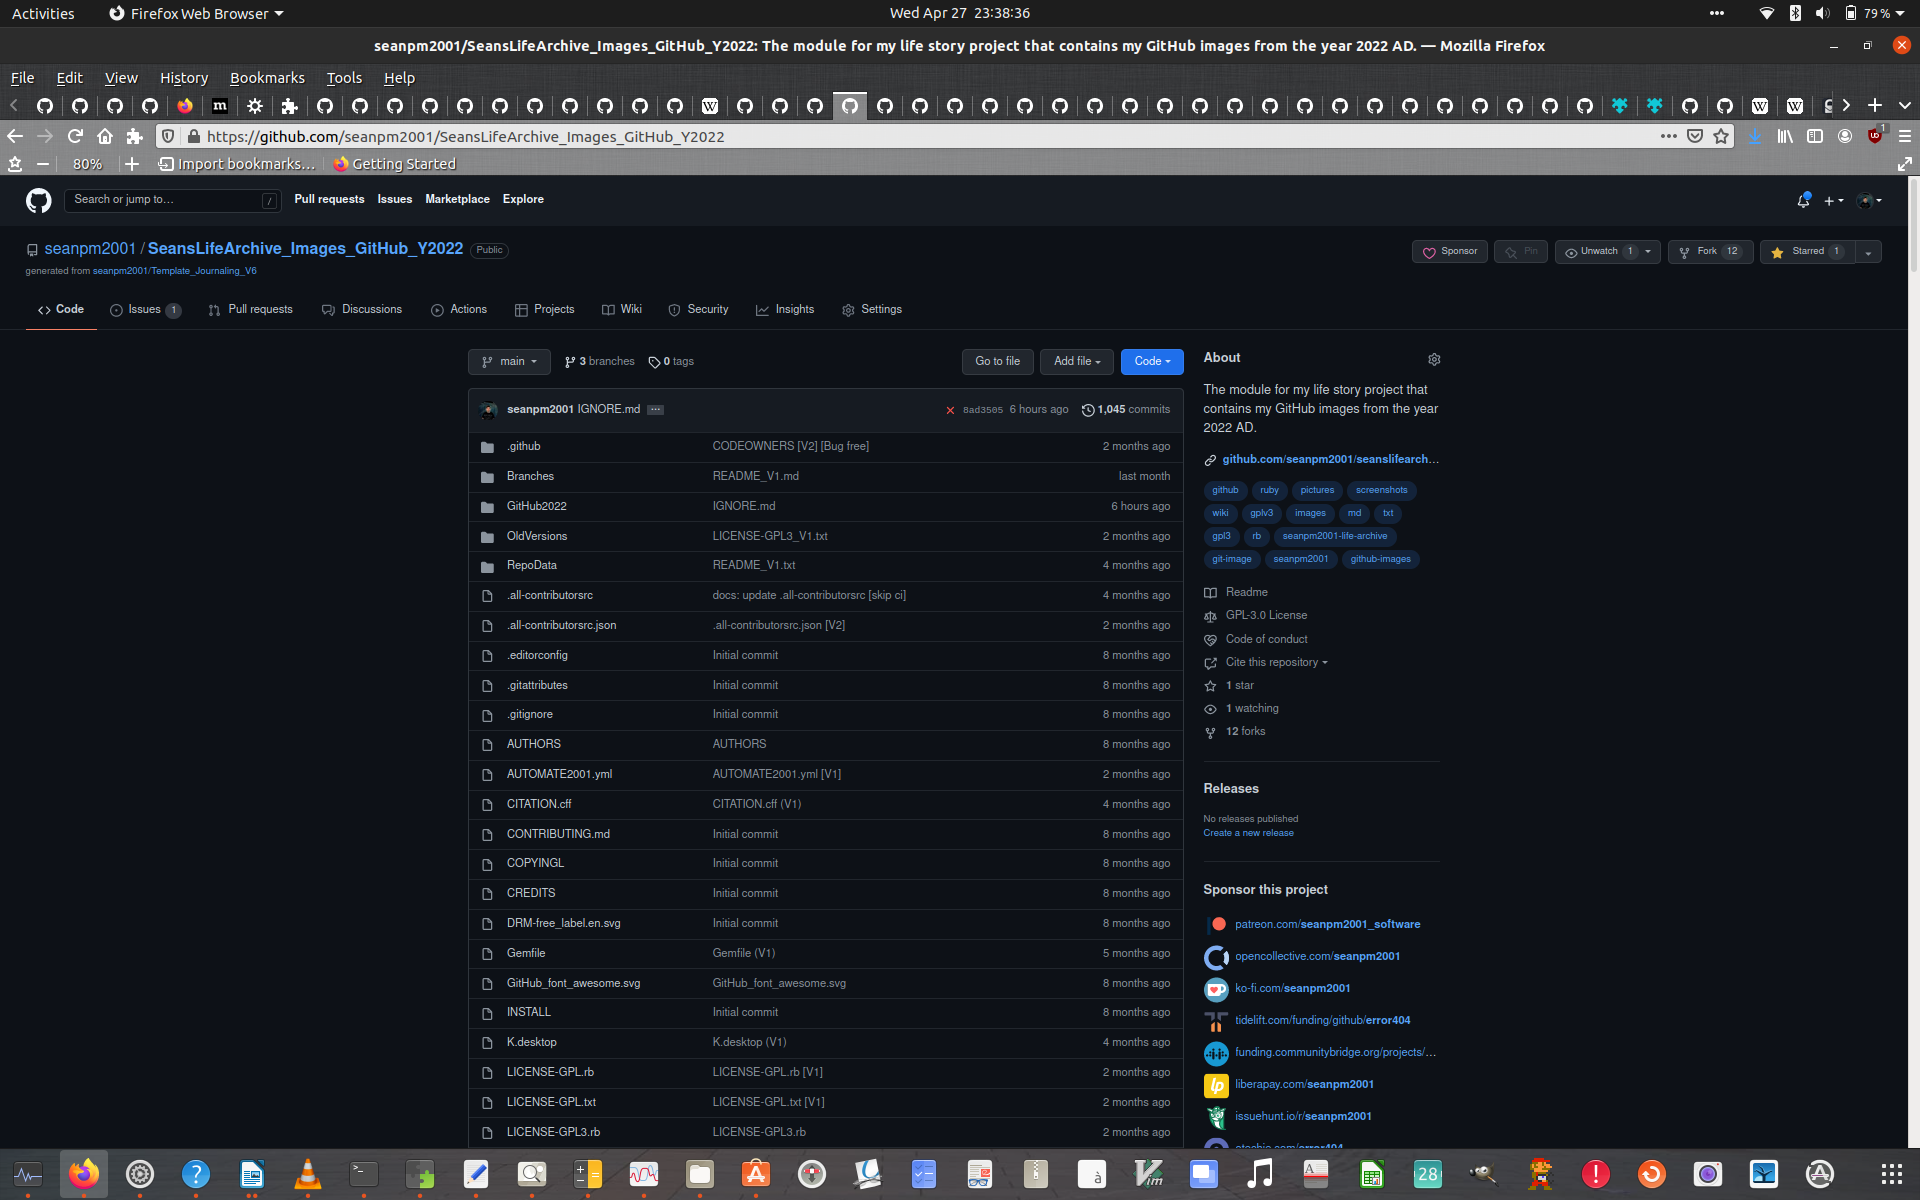 Activities Firefox Web Browser Wed Apr 27 23:38:36 79 %
seanpm2001/SeansLifeArchive_Images_GitHub_Y2022: The module for my life story project that contains my GitHub images from the year 2022 AD. — Mozilla Firefox
File Edit View History Bookmarks Tools Help
https://github.com/seanpm2001/SeansLifeArchive_Images_GitHub_Y2022
80% Import bookmarks... Getting Started
Search or jump to... / Pull requests Issues Marketplace Explore
seanpm2001 / SeansLifeArchive_Images_GitHub_Y2022 Public
Sponsor Pin Unwatch 1 Fork 12 Starred 1
generated from seanpm2001/Template_Journaling_V6
Code Issues 1 Pull requests Discussions Actions Projects Wiki Security Insights Settings
main 3 branches 0 tags Go to file Add file Code
seanpm2001 IGNORE.md ... 8ad3505 6 hours ago 1,045 commits
.github CODEOWNERS [V2] [Bug free] 2 months ago
Branches README_V1.md last month
GitHub2022 IGNORE.md 6 hours ago
OldVersions LICENSE-GPL3_V1.txt 2 months ago
RepoData README_V1.txt 4 months ago
.all-contributorsrc docs: update .all-contributorsrc [skip ci] 4 months ago
.all-contributorsrc.json .all-contributorsrc.json [V2] 2 months ago
.editorconfig Initial commit 8 months ago
.gitattributes Initial commit 8 months ago
.gitignore Initial commit 8 months ago
AUTHORS AUTHORS 8 months ago
AUTOMATE2001.yml AUTOMATE2001.yml [V1] 2 months ago
CITATION.cff CITATION.cff (V1) 4 months ago
CONTRIBUTING.md Initial commit 8 months ago
COPYINGL Initial commit 8 months ago
CREDITS Initial commit 8 months ago
DRM-free_label.en.svg Initial commit 8 months ago
Gemfile Gemfile (V1) 5 months ago
GitHub_font_awesome.svg GitHub_font_awesome.svg 8 months ago
INSTALL Initial commit 8 months ago
K.desktop K.desktop (V1) 4 months ago
LICENSE-GPL.rb LICENSE-GPL.rb [V1] 2 months ago
LICENSE-GPL.txt LICENSE-GPL.txt [V1] 2 months ago
LICENSE-GPL3.rb LICENSE-GPL3.rb 2 months ago
About
The module for my life story project that
contains my GitHub images from the year
2022 AD.
github.com/seanpm2001/seanslifearch...
github ruby pictures screenshots
wiki gplv3 images md txt
gpl3 rb seanpm2001-life-archive
git-image seanpm2001 github-images
Readme
GPL-3.0 License
Code of conduct
Cite this repository
1 star
1 watching
12 forks
Releases
No releases published
Create a new release
Sponsor this project
patreon.com/seanpm2001_software
opencollective.com/seanpm2001
ko-fi.com/seanpm2001
tidelift.com/funding/github/error404
funding.communitybridge.org/projects/...
liberapay.com/seanpm2001
issuehunt.io/r/seanpm2001
28